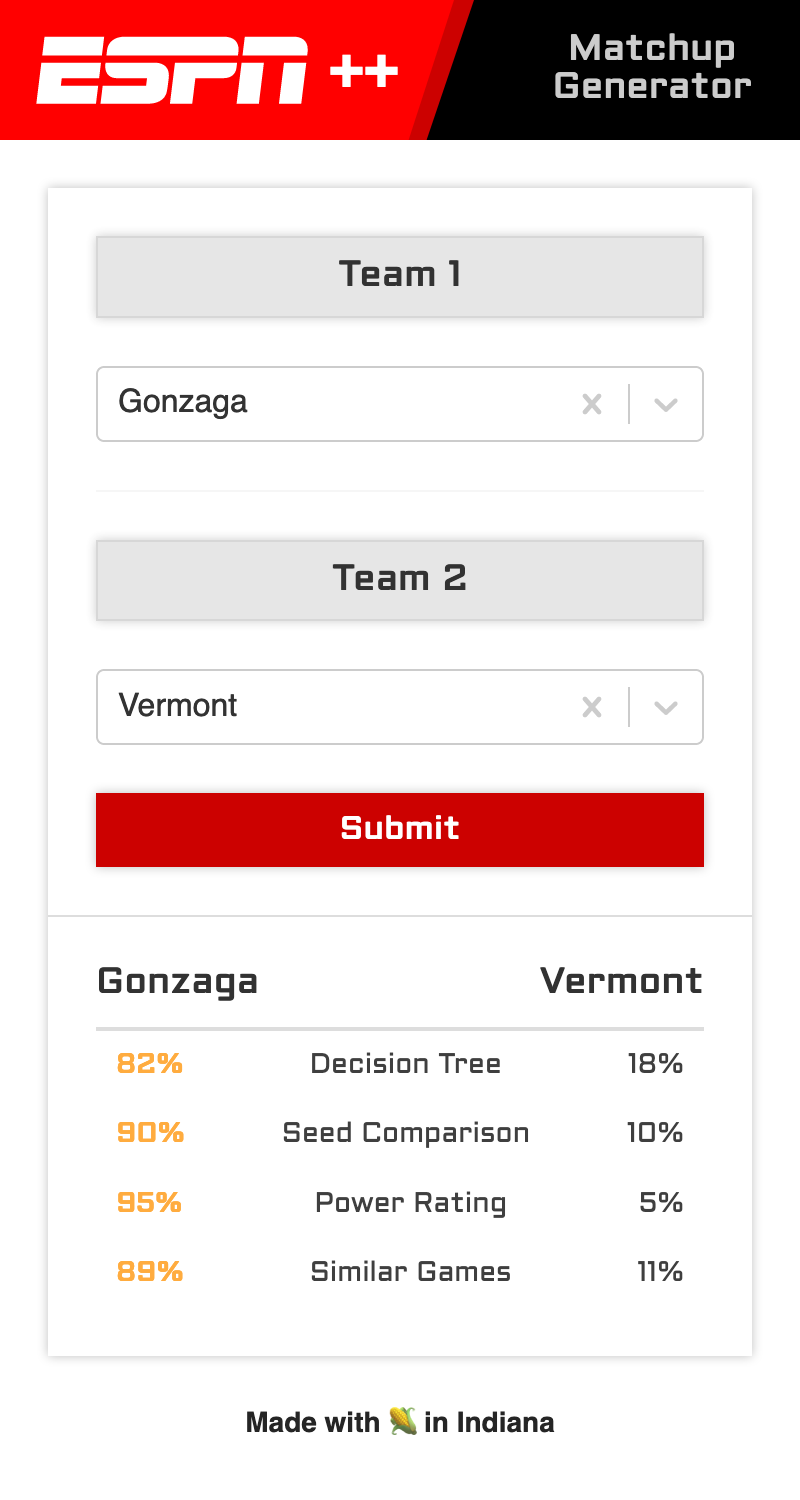 ESPN ++
Matchup
Generator
Team 1
Gonzaga
Team 2
Vermont
Submit
Gonzaga Vermont
82% Decision Tree 18%
90% Seed Comparison 10%
95% Power Rating 5%
89% Similar Games 11%
Made with 🌽 in Indiana